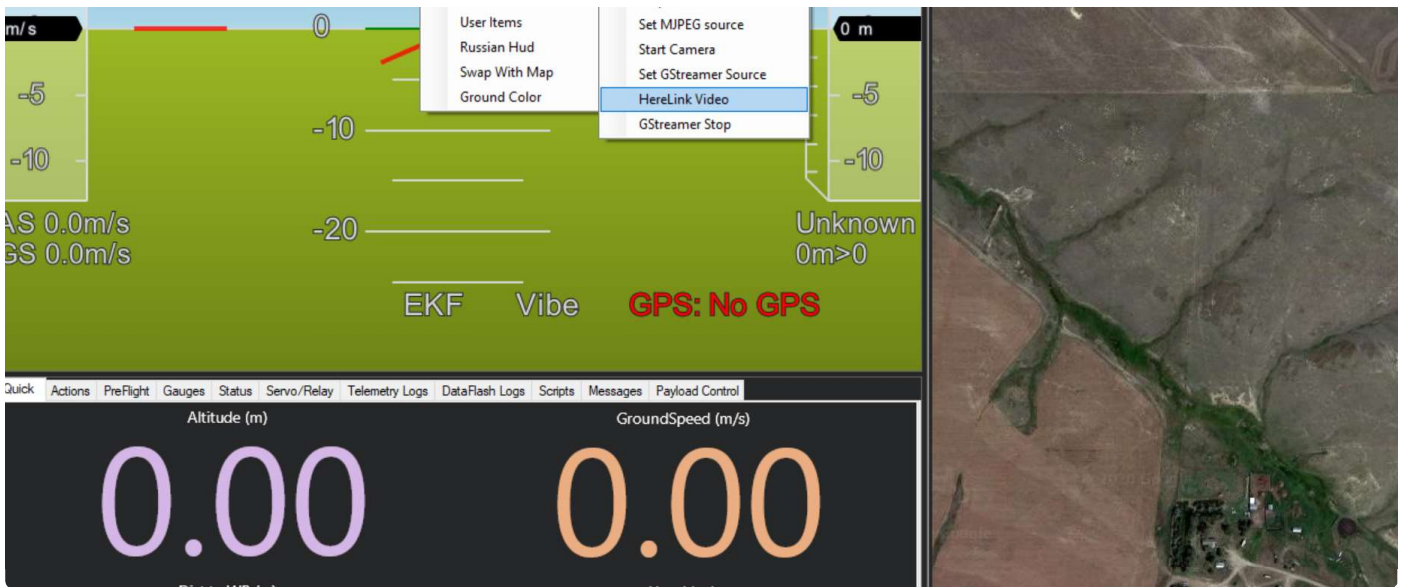 m/s
0
User Items
Russian Hud
Swap With Map
Ground Color
Set MJPEG source
Start Camera
Set GStreamer Source
HereLink Video
GStreamer Stop
0 m
-5
-10
-5
-10
-10
-20
AS 0.0m/s
GS 0.0m/s
Unknown
0m>0
EKF Vibe GPS: No GPS
Quick Actions PreFlight Gauges Status Servo/Relay Telemetry Logs DataFlash Logs Scripts Messages Payload Control
Altitude (m) GroundSpeed (m/s)
0.00 0.00